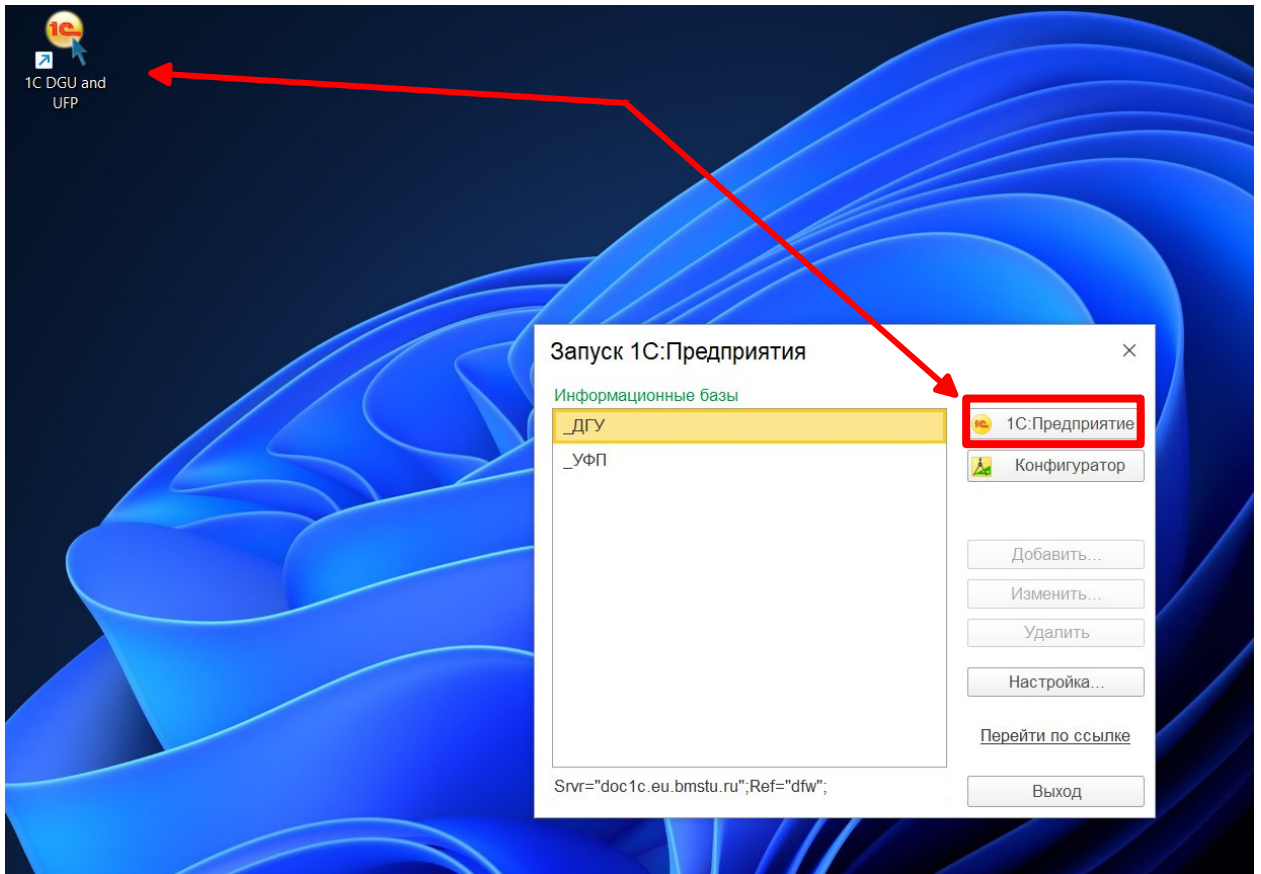 1C DGU and
UFP
Запуск 1С:Предприятия
Информационные базы
_ДГУ
_УФП
1С:Предприятие
Конфигуратор
Добавить...
Изменить...
Удалить
Настройка...
Перейти по ссылке
Srvr="doc1c.eu.bmstu.ru";Ref="dfw";
Выход